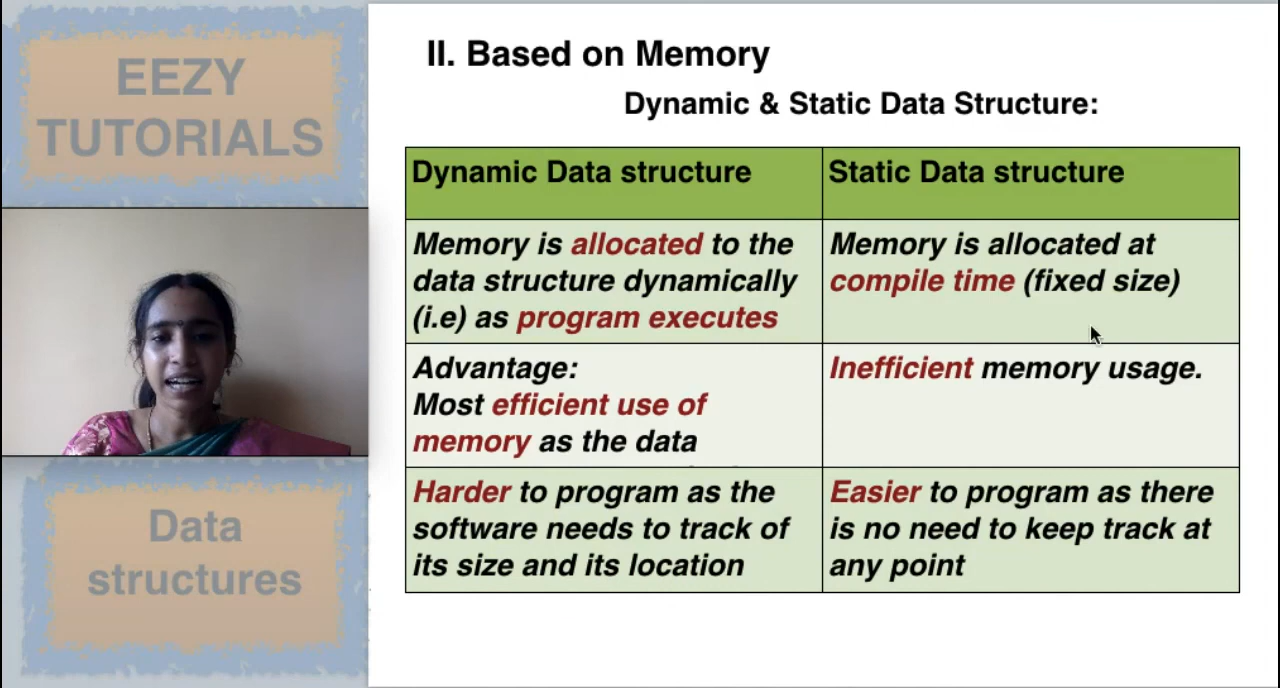 EEZY
TUTORIALS
Data
structures
II. Based on Memory
Dynamic & Static Data Structure:
Dynamic Data structure
Static Data structure
Memory is allocated to the
data structure dynamically
(i.e) as program executes
Memory is allocated at
compile time (fixed size)
Advantage:
Most efficient use of
memory as the data
Inefficient memory usage.
Harder to program as the
software needs to track of
its size and its location
Easier to program as there
is no need to keep track at
any point